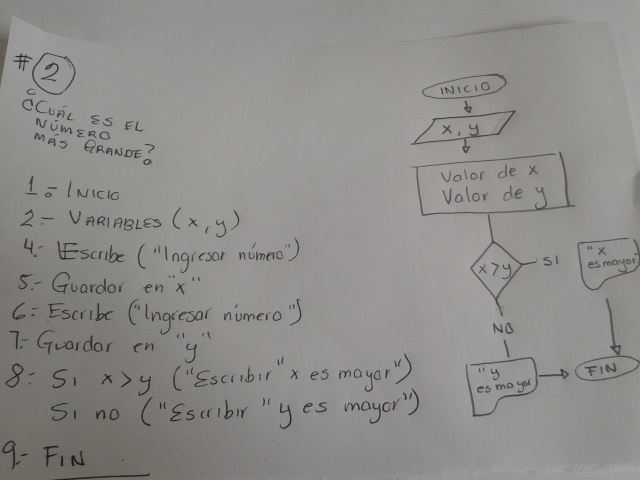 #2
¿CUÁL ES EL
NÚMERO
MÁS GRANDE?
1.- INICIO
2.- VARIABLES (x, y)
4.- Escribe ("Ingresar número")
5.- Guardar en "x"
6.- Escribe ("Ingresar número")
7.- Guardar en "y"
8.- SI x>y ("Escribir "x es mayor")
SI no ("Escribir "y es mayor")
9.- FIN
INICIO
x, y
Valor de x
Valor de y
x>y
SI
"x
es mayor
NO
"y
es mayor
FIN